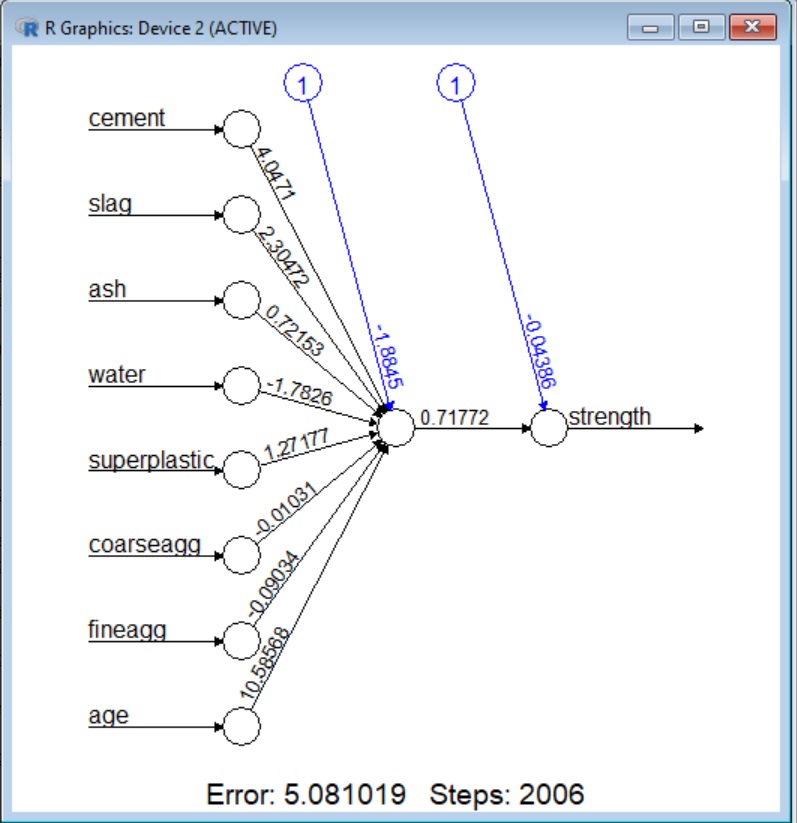 R Graphics: Device 2 (ACTIVE)
1
1
cement
4.0471
slag
2.30472
ash
0.72153
-1.8845
-0.04386
water
-1.7826
0.71772
strength
superplastic
1.27177
coarseagg
-0.01031
fineagg
-0.09034
age
10.58568
Error: 5.081019 Steps: 2006